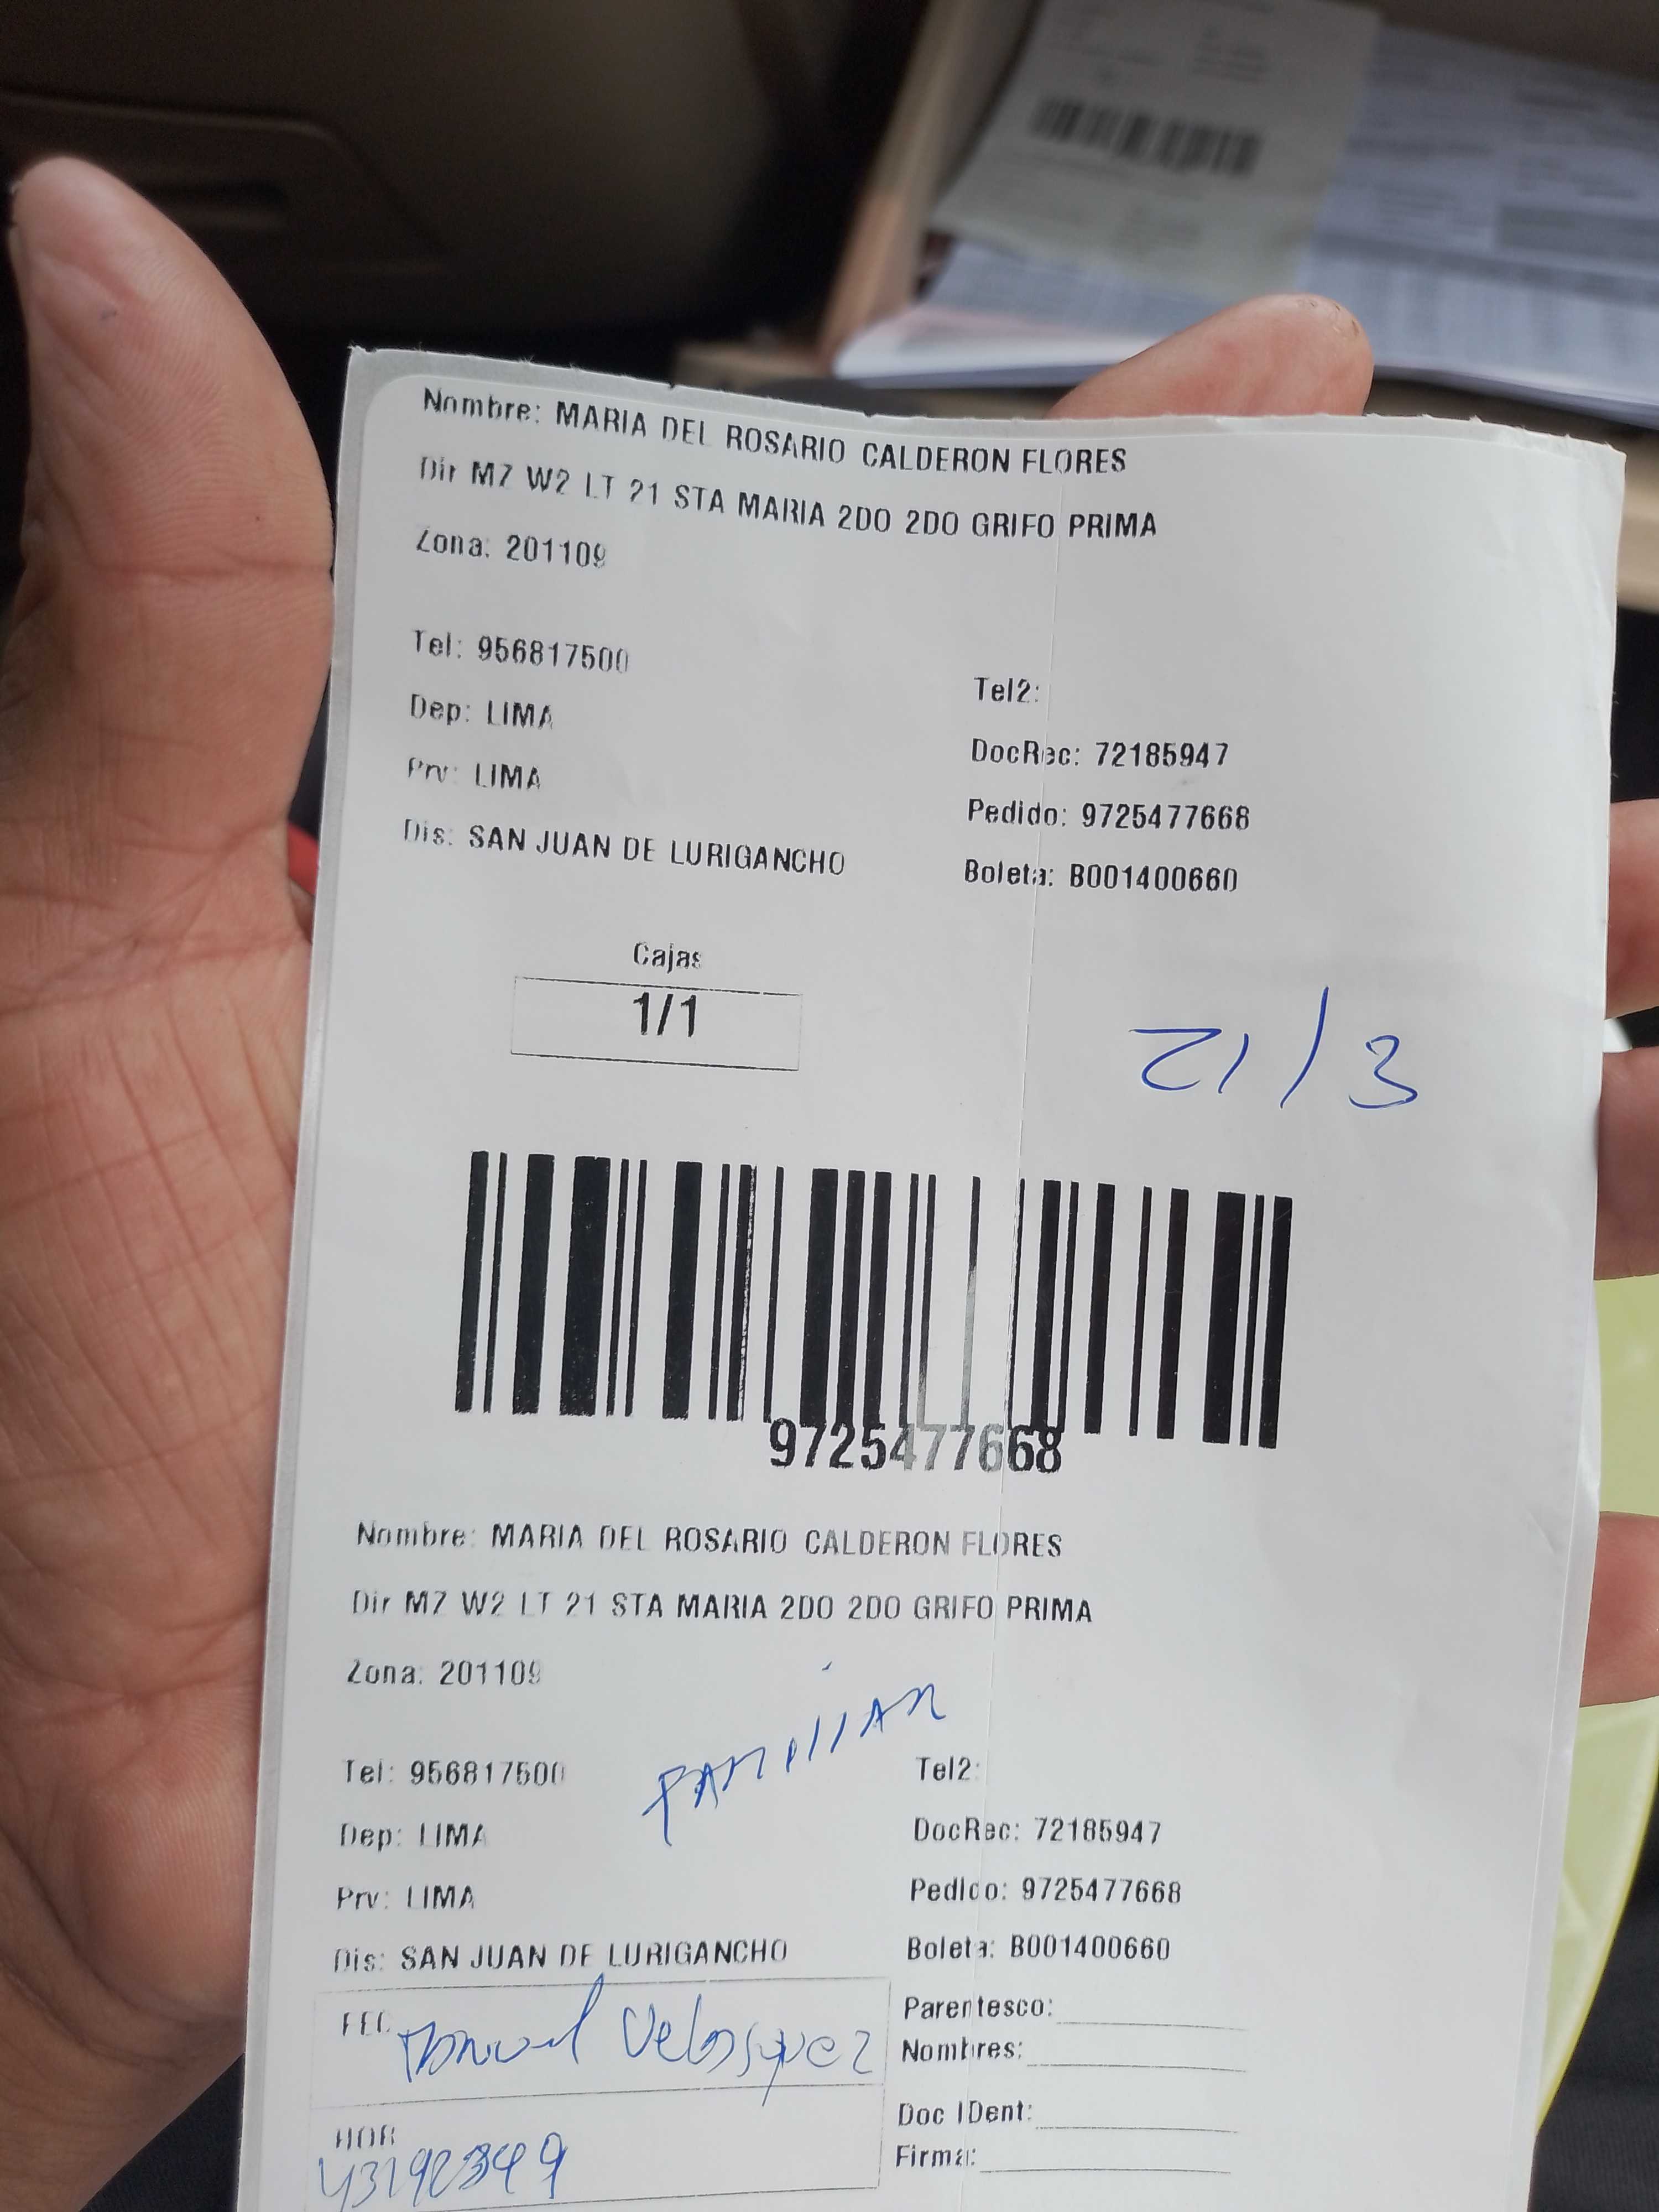 Nombre: MARIA DEL ROSARIO CALDERON FLORES
Dir MZ W2 LT 21 STA MARIA 2DO 2DO GRIFO PRIMA
Zona: 201109
Tel: 956817500
Tel2:
Dep: LIMA
DocRec: 72185947
Prv: LIMA
Pedido: 9725477668
Dis: SAN JUAN DE LURIGANCHO
Boleta: B001400660
Cajas
1/1
21/3
9725477668
Nombre: MARIA DEL ROSARIO CALDERON FLORES
Dir MZ W2 LT 21 STA MARIA 2DO 2DO GRIFO PRIMA
Zona: 201109
FAMILIAR
Tel: 956817500
Tel2:
Dep: LIMA
DocRec: 72185947
Prv: LIMA
Pedido: 9725477668
Dis: SAN JUAN DE LURIGANCHO
Boleta: B001400660
FEC
Manuel Velasquez
Parentesco:
Nombres:
HOR
Doc IDent:
Firma: